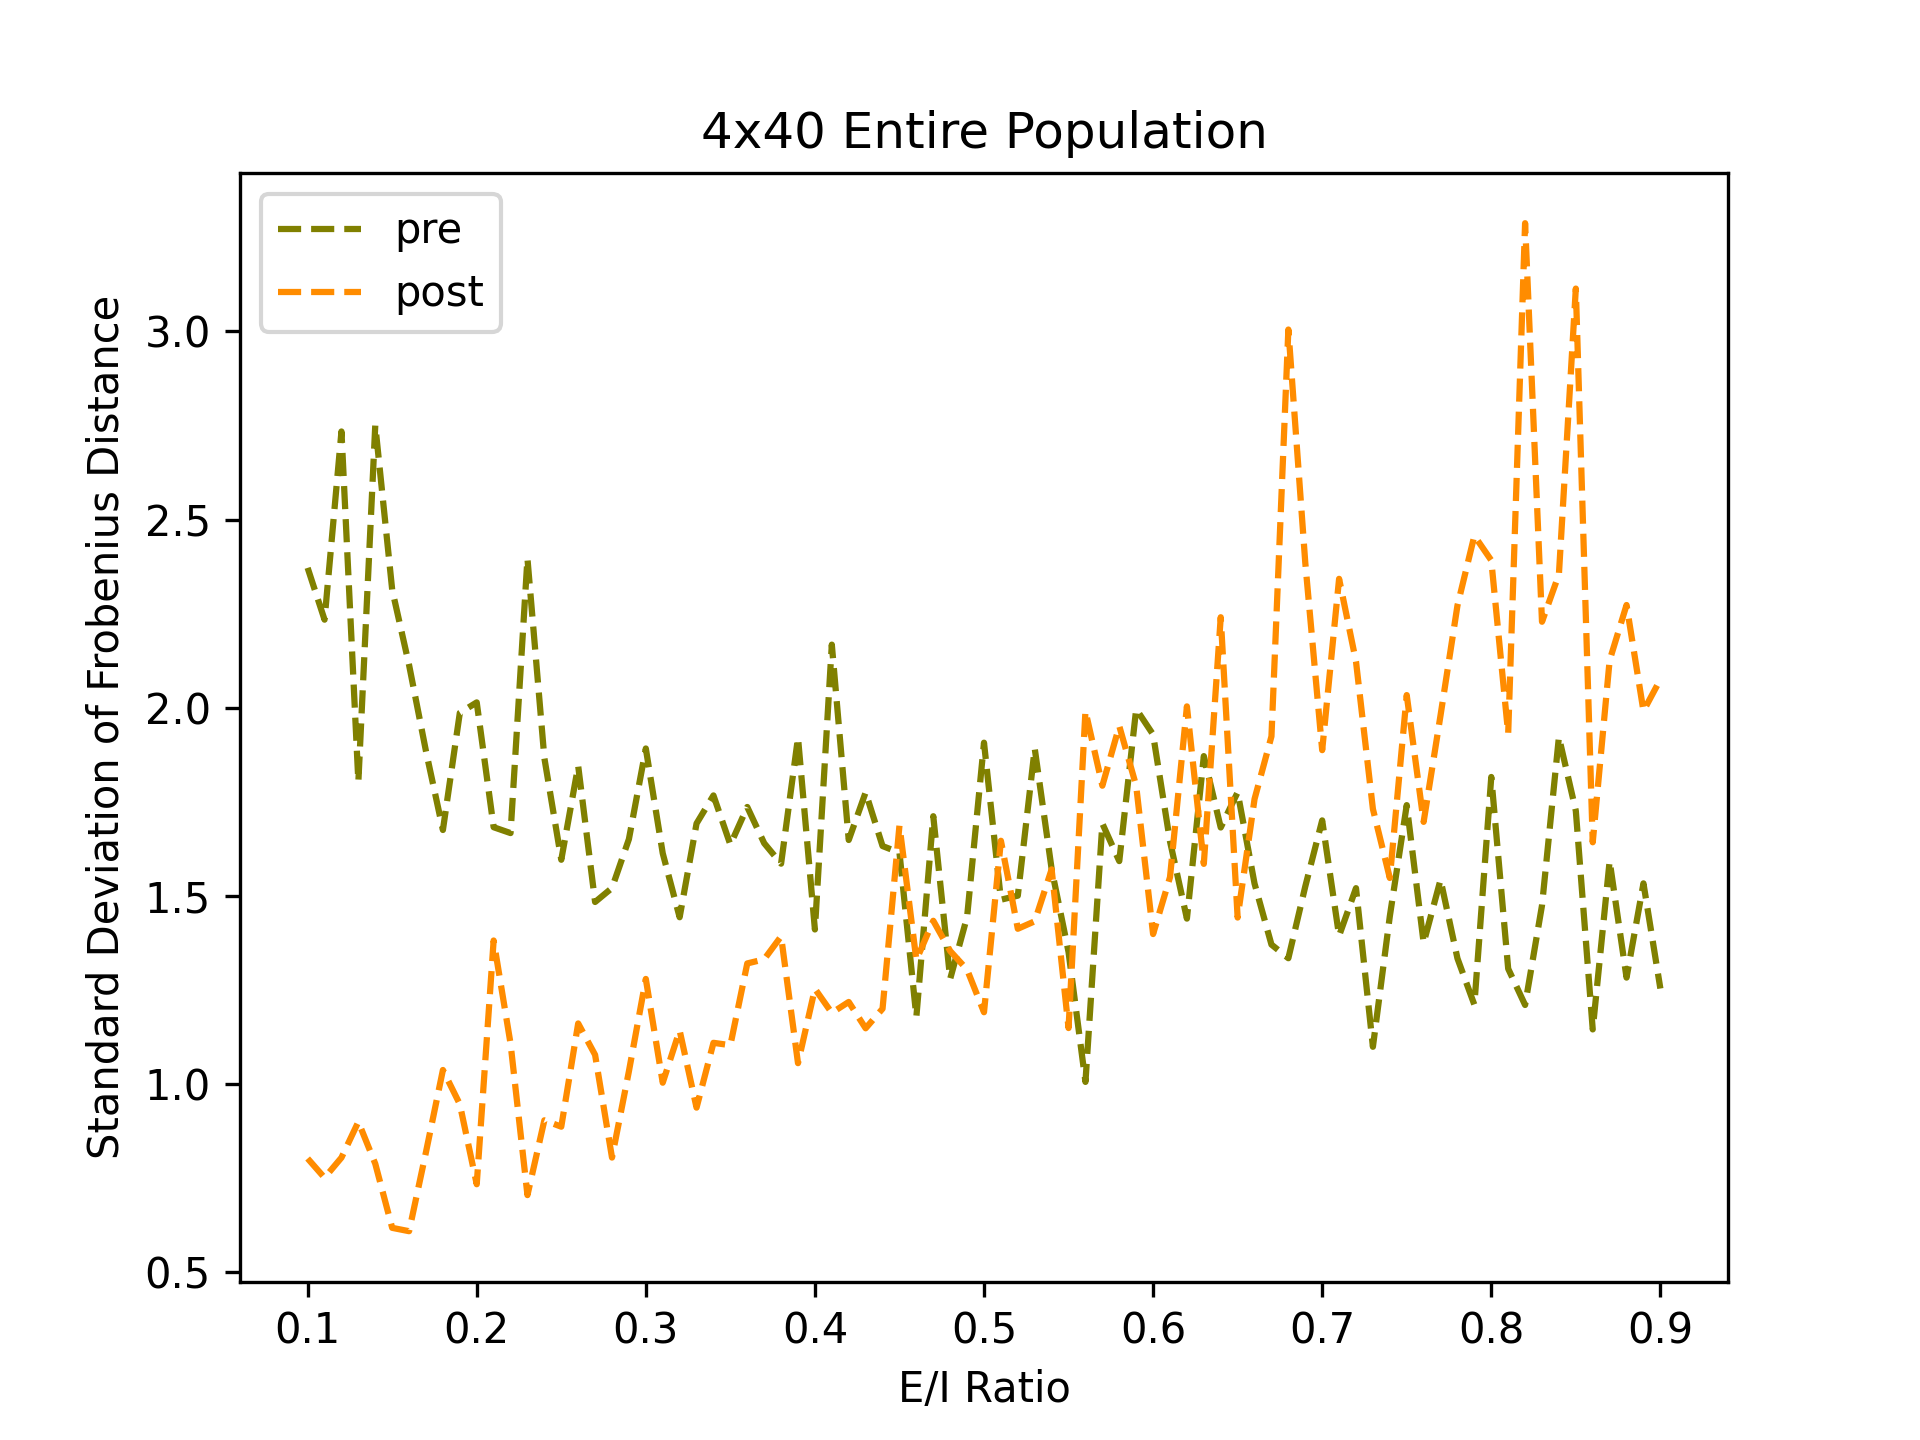 4x40 Entire Population
pre
post
Standard Deviation of Frobenius Distance
3.0
2.5
2.0
1.5
1.0
0.5
0.1 0.2 0.3 0.4 0.5 0.6 0.7 0.8 0.9
E/I Ratio